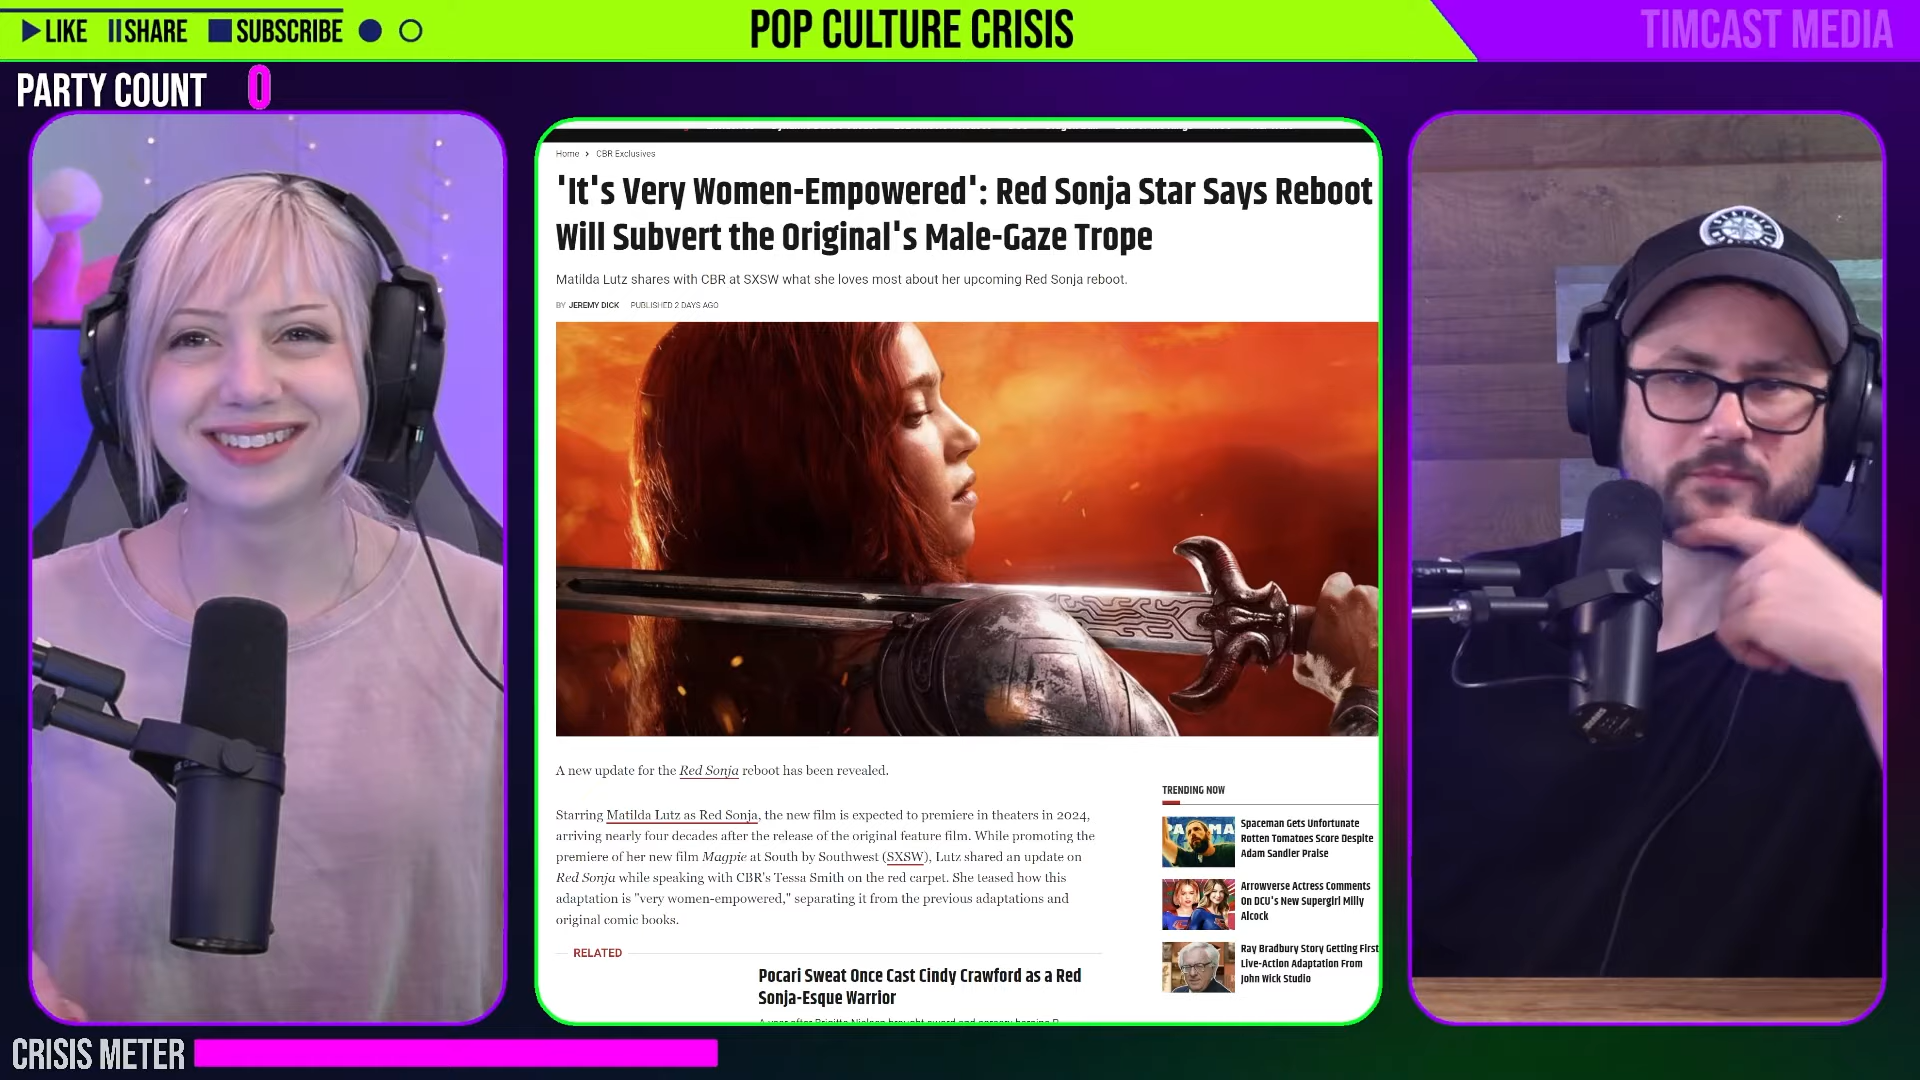 LIKE SHARE SUBSCRIBE
POP CULTURE CRISIS
TIMCAST MEDIA
PARTY COUNT 0
Home > CBR Exclusives
'It's Very Women-Empowered': Red Sonja Star Says Reboot
Will Subvert the Original's Male-Gaze Trope
Matilda Lutz shares with CBR at SXSW what she loves most about her upcoming Red Sonja reboot.
BY JEREMY DICK PUBLISHED 2 DAYS AGO
A new update for the Red Sonja reboot has been revealed.
Starring Matilda Lutz as Red Sonja, the new film is expected to premiere in theaters in 2024,
arriving nearly four decades after the release of the original feature film. While promoting the
premiere of her new film Magpie at South by Southwest (SXSW), Lutz shared an update on
Red Sonja while speaking with CBR's Tessa Smith on the red carpet. She teased how this
adaptation is "very women-empowered," separating it from the previous adaptations and
original comic books.
RELATED
Pocari Sweat Once Cast Cindy Crawford as a Red
Sonja-Esque Warrior
TRENDING NOW
Spaceman Gets Unfortunate
Rotten Tomatoes Score Despite
Adam Sandler Praise
Arrowverse Actress Comments
On DCU's New Supergirl Milly
Alcock
Ray Bradbury Story Getting First
Live-Action Adaptation From
John Wick Studio
CRISIS METER